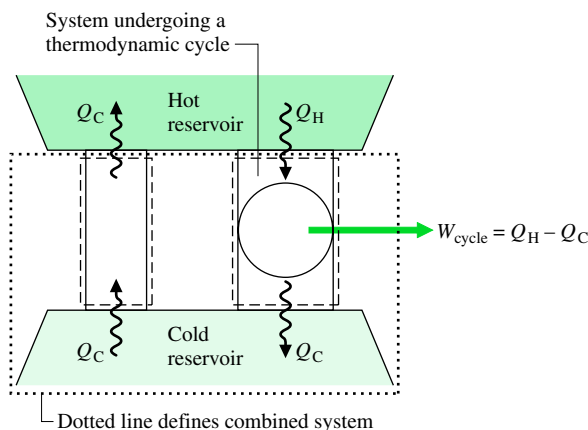 System undergoing a
thermodynamic cycle
Q_C
Hot
reservoir
Q_H
W_cycle = Q_H – Q_C
Q_C
Cold
reservoir
Q_C
Dotted line defines combined system